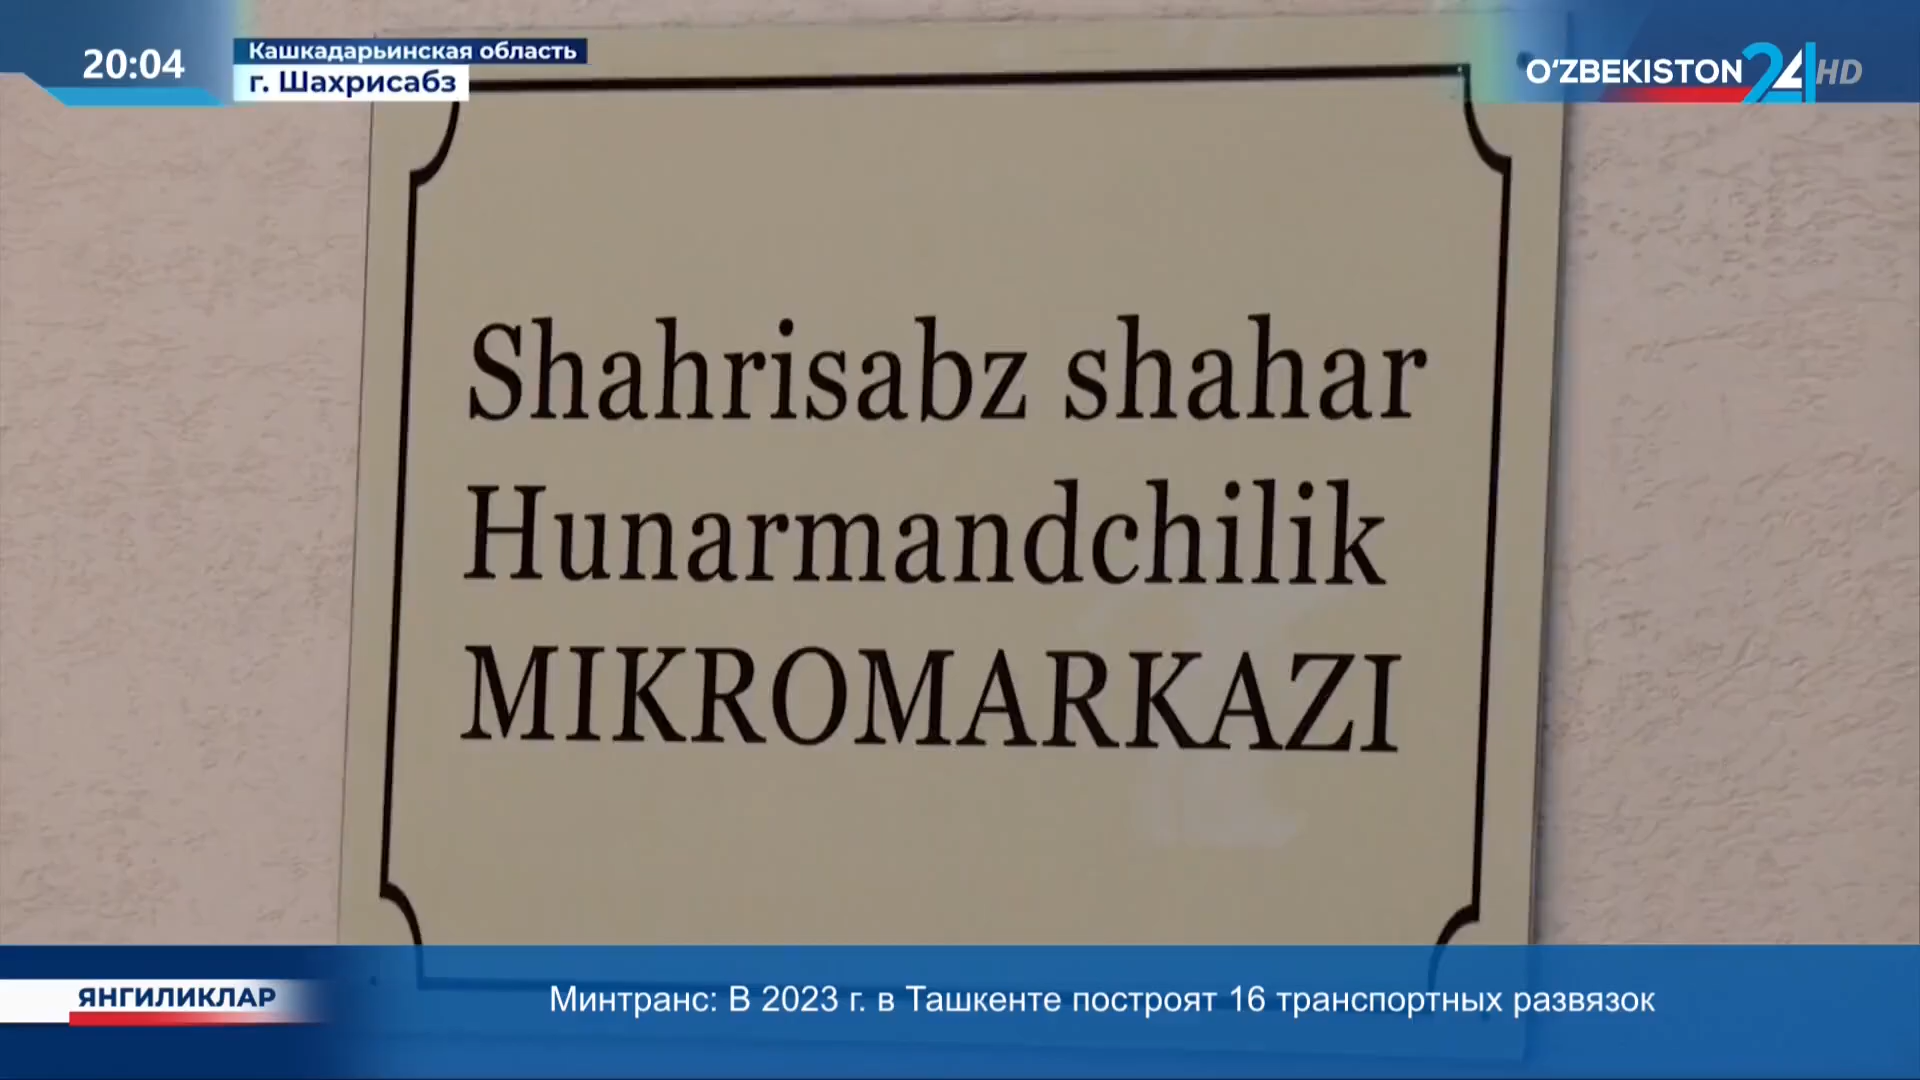 20:04
Кашкадарьинская область
г. Шахрисабз
O‘ZBEKISTON 24 HD
Shahrisabz shahar
Hunarmandchilik
MIKROMARKAZI
ЯНГИЛИКЛАР
Минтранс: В 2023 г. в Ташкенте построят 16 транспортных развязок